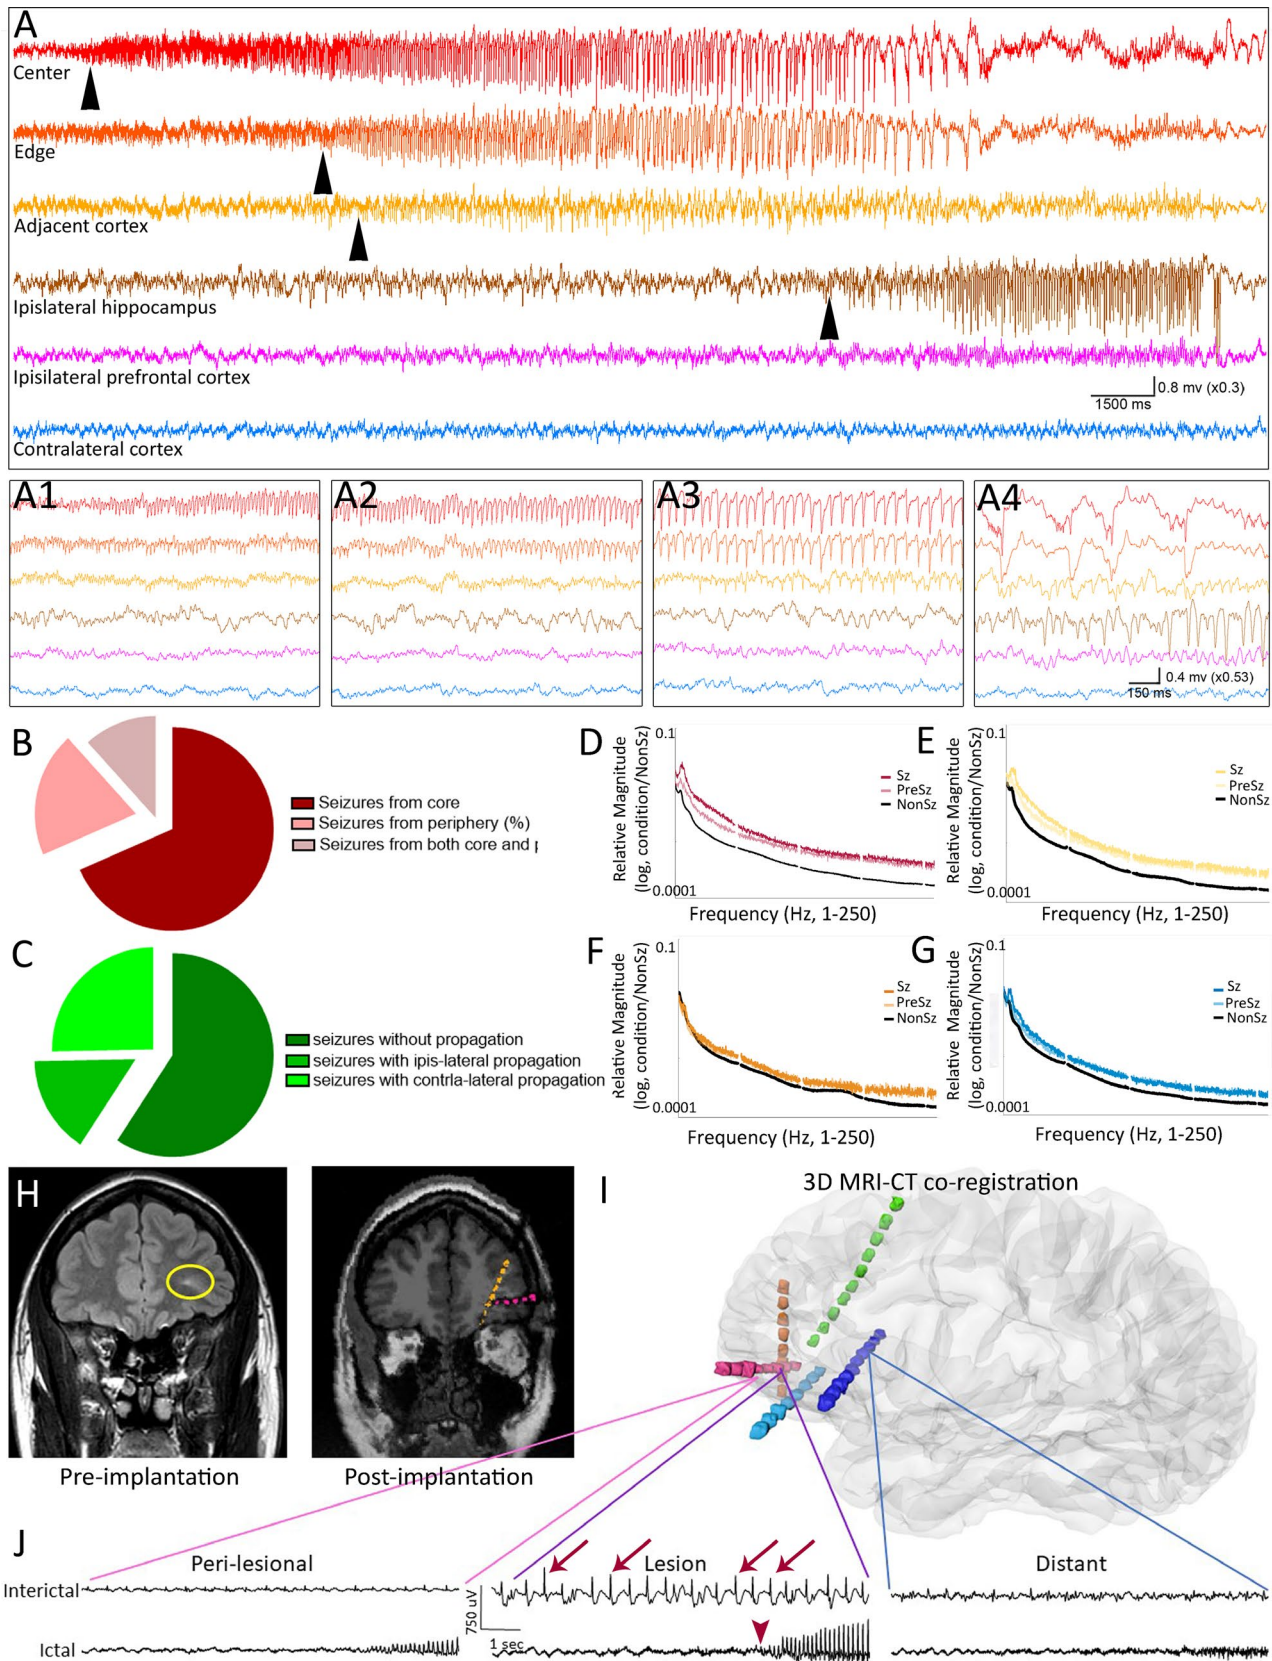 A
Center
Edge
Adjacent cortex
Ipislateral hippocampus
Ipisilateral prefrontal cortex
0.8 mv (x0.3)
1500 ms
Contralateral cortex
A1
A2
A3
A4
0.4 mv (x0.53)
150 ms
B
Seizures from core
Seizures from periphery (%)
Seizures from both core and
C
seizures without propagation
seizures with ipis-lateral propagation
seizures with contrla-lateral propagation
D
0.1
Relative Magnitude
(log, condition/NonSz)
Sz
PreSz
NonSz
0.0001
Frequency (Hz, 1-250)
E
0.1
Relative Magnitude
(log, condition/NonSz)
Sz
PreSz
NonSz
0.0001
Frequency (Hz, 1-250)
F
0.1
Relative Magnitude
(log, condition/NonSz)
Sz
PreSz
NonSz
0.0001
Frequency (Hz, 1-250)
G
0.1
Relative Magnitude
(log, condition/NonSz)
Sz
PreSz
NonSz
0.0001
Frequency (Hz, 1-250)
H
Pre-implantation
Post-implantation
I
3D MRI-CT co-registration
J
Peri-lesional
Lesion
Distant
Interictal
750 uV
1 sec
Ictal